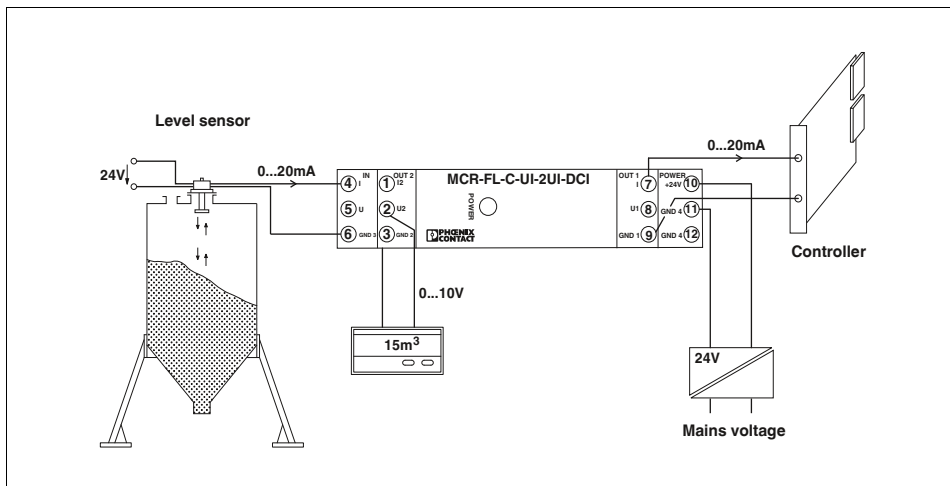 Level sensor
24V
0...20mA
IN
4 I
5 U
6 GND 3
OUT 2
1 I2
2 U2
3 GND 2
MCR-FL-C-UI-2UI-DCI
POWER
PHŒNIX
CONTACT
OUT 1
I 7
U1 8
GND 1 9
POWER
+24V 10
GND 4 11
GND 4 12
0...20mA
Controller
0...10V
15m³
24V
Mains voltage